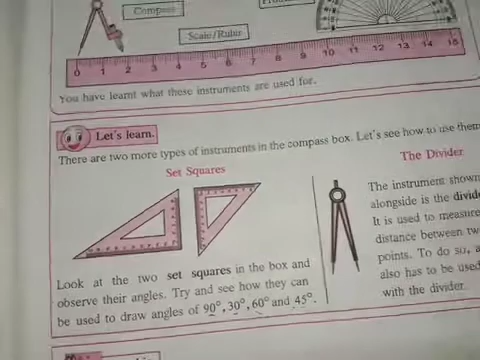 Compass
Scale/Ruler
0 1 2 3 4 5 6 7 8 9 10 11 12 13 14 15
You have learnt what these instruments are used for.
Let's learn.
There are two more types of instruments in the compass box. Let's see how to use them
Set Squares
Look at the two set squares in the box and
observe their angles. Try and see how they can
be used to draw angles of 90°, 30°, 60° and 45°.
The Divider
The instrument shown
alongside is the divide
It is used to measure
distance between tw
points. To do so, a
also has to be used
with the divider.